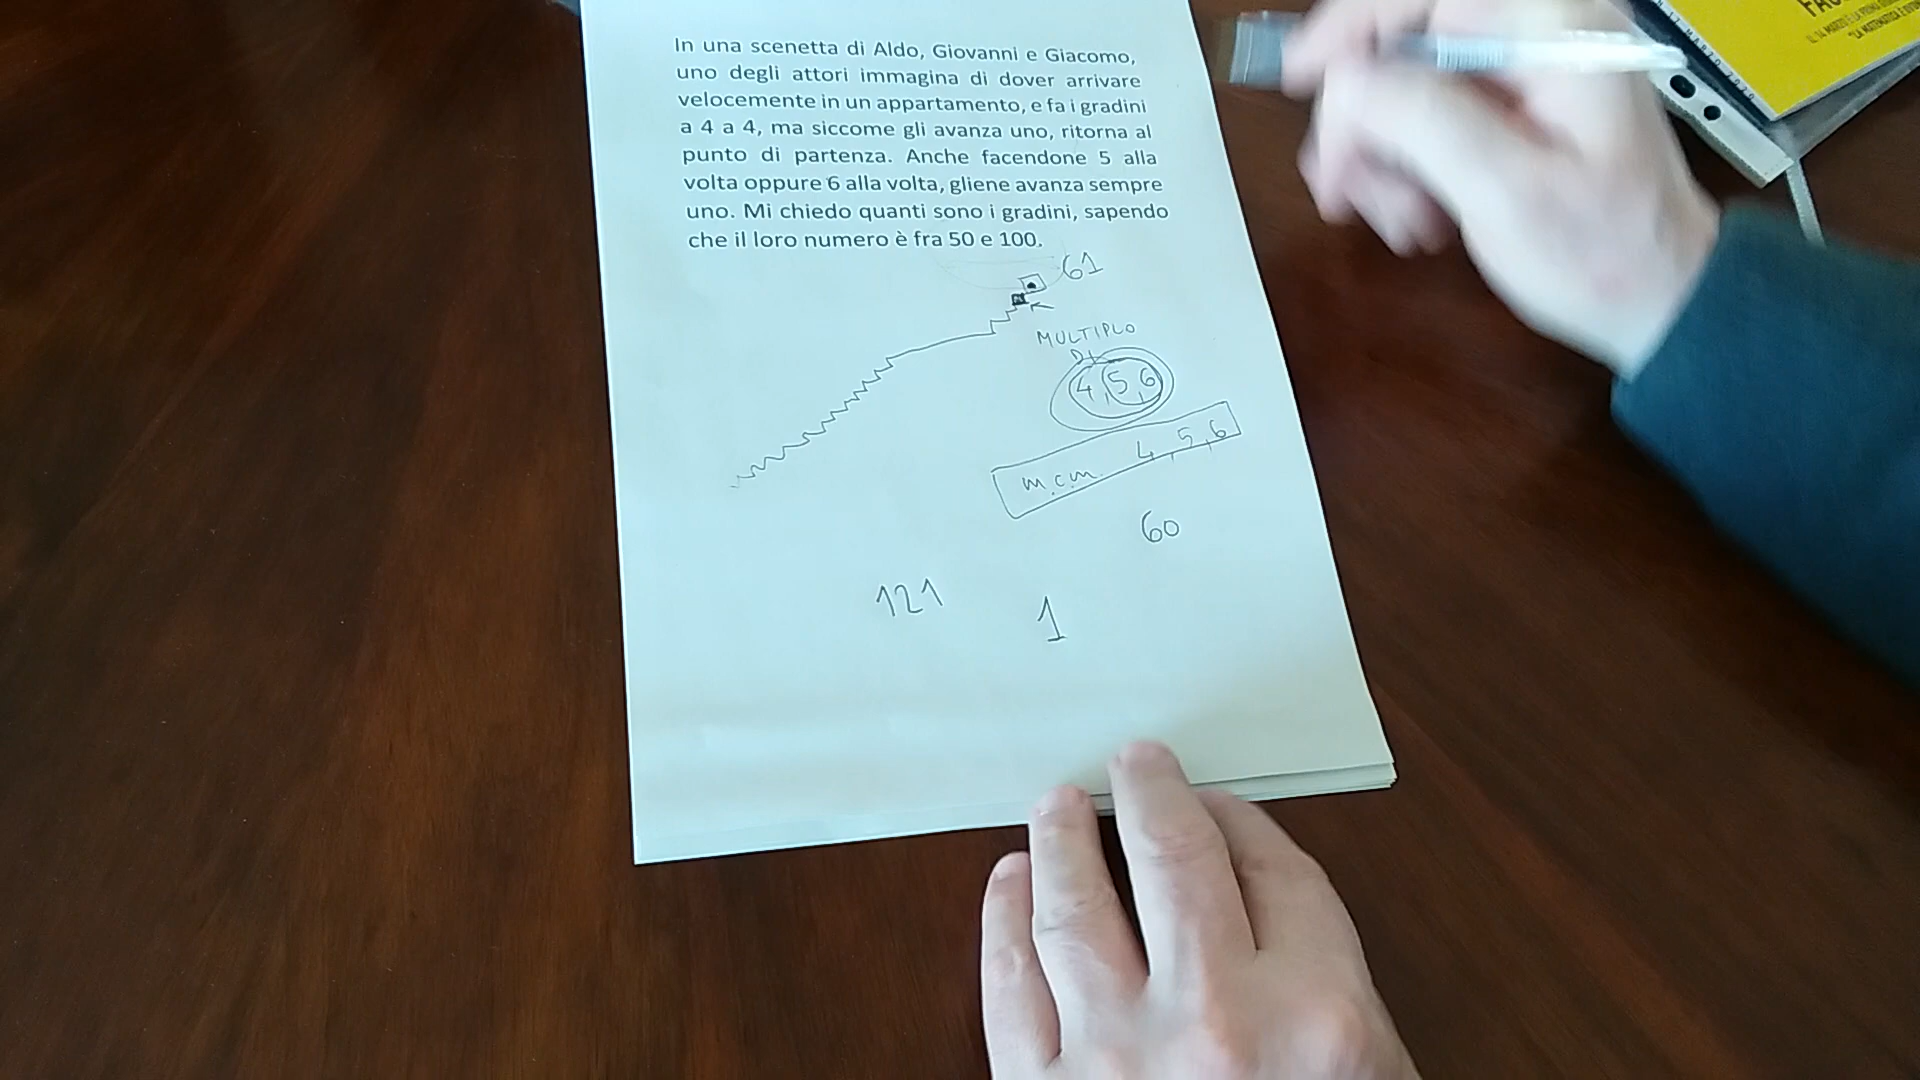 In una scenetta di Aldo, Giovanni e Giacomo,
uno degli attori immagina di dover arrivare
velocemente in un appartamento, e fa i gradini
a 4 a 4, ma siccome gli avanza uno, ritorna al
punto di partenza. Anche facendone 5 alla
volta oppure 6 alla volta, gliene avanza sempre
uno. Mi chiedo quanti sono i gradini, sapendo
che il loro numero è fra 50 e 100.
61
MULTIPLO
DI
4, 5, 6
m.c.m. 4, 5, 6
60
121
1